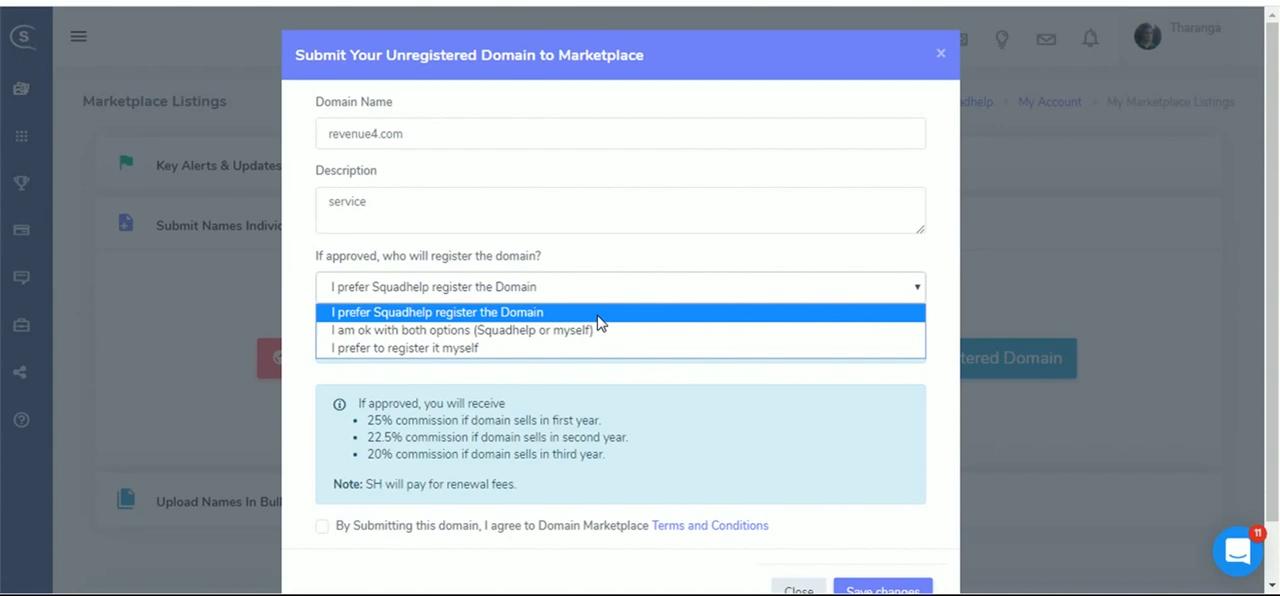 S
Submit Your Unregistered Domain to Marketplace
×
Tharanga
Marketplace Listings
My Account
My Marketplace Listings
Domain Name
revenue4.com
Key Alerts & Updates
Description
service
Submit Names
If approved, who will register the domain?
I prefer Squadhelp register the Domain
I prefer Squadhelp register the Domain
I am ok with both options (Squadhelp or myself)
I prefer to register it myself
Domain
If approved, you will receive
• 25% commission if domain sells in first year.
• 22.5% commission if domain sells in second year.
• 20% commission if domain sells in third year.
Note: SH will pay for renewal fees.
Upload Names In
By Submitting this domain, I agree to Domain Marketplace Terms and Conditions
11
Close
Save changes